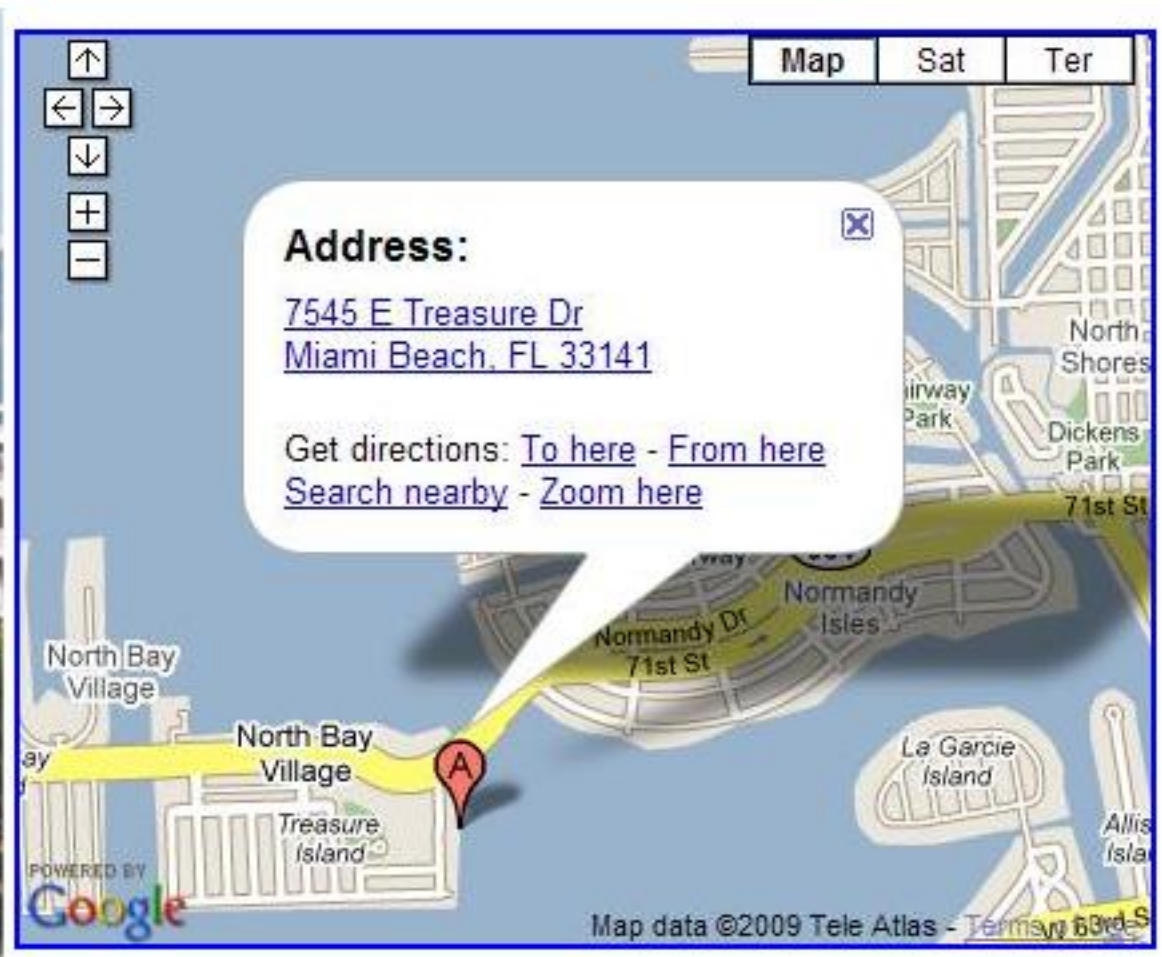 Map Sat Ter
Address:
7545 E Treasure Dr
Miami Beach, FL 33141
Get directions: To here - From here
Search nearby - Zoom here
North
Shores
Park
Dickens
Park
71st St
Normandy
Isles
Normandy Dr
71st St
North Bay
Village
North Bay
Village
A
Treasure
Island
La Garcie
Island
POWERED BY
Google
Map data ©2009 Tele Atlas -